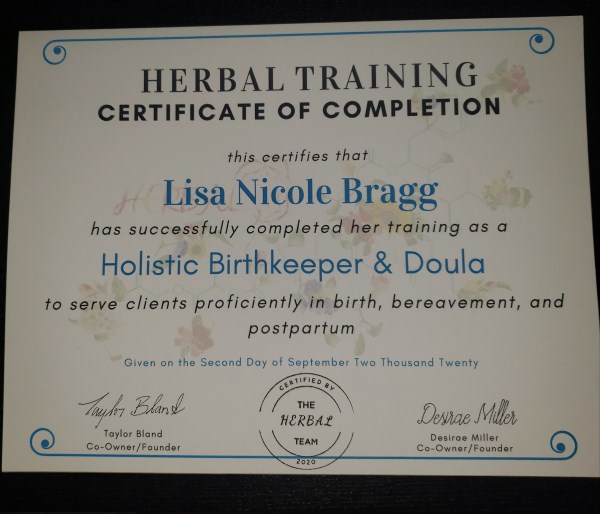 HERBAL TRAINING
CERTIFICATE OF COMPLETION
this certifies that
Lisa Nicole Bragg
has successfully completed her training as a
Holistic Birthkeeper & Doula
to serve clients proficiently in birth, bereavement, and
postpartum
Given on the Second Day of September Two Thousand Twenty
Taylor Bland
Taylor Bland
Co-Owner/Founder
CERTIFIED BY
THE
HERBAL
TEAM
2020
Desirae Miller
Desirae Miller
Co-Owner/Founder